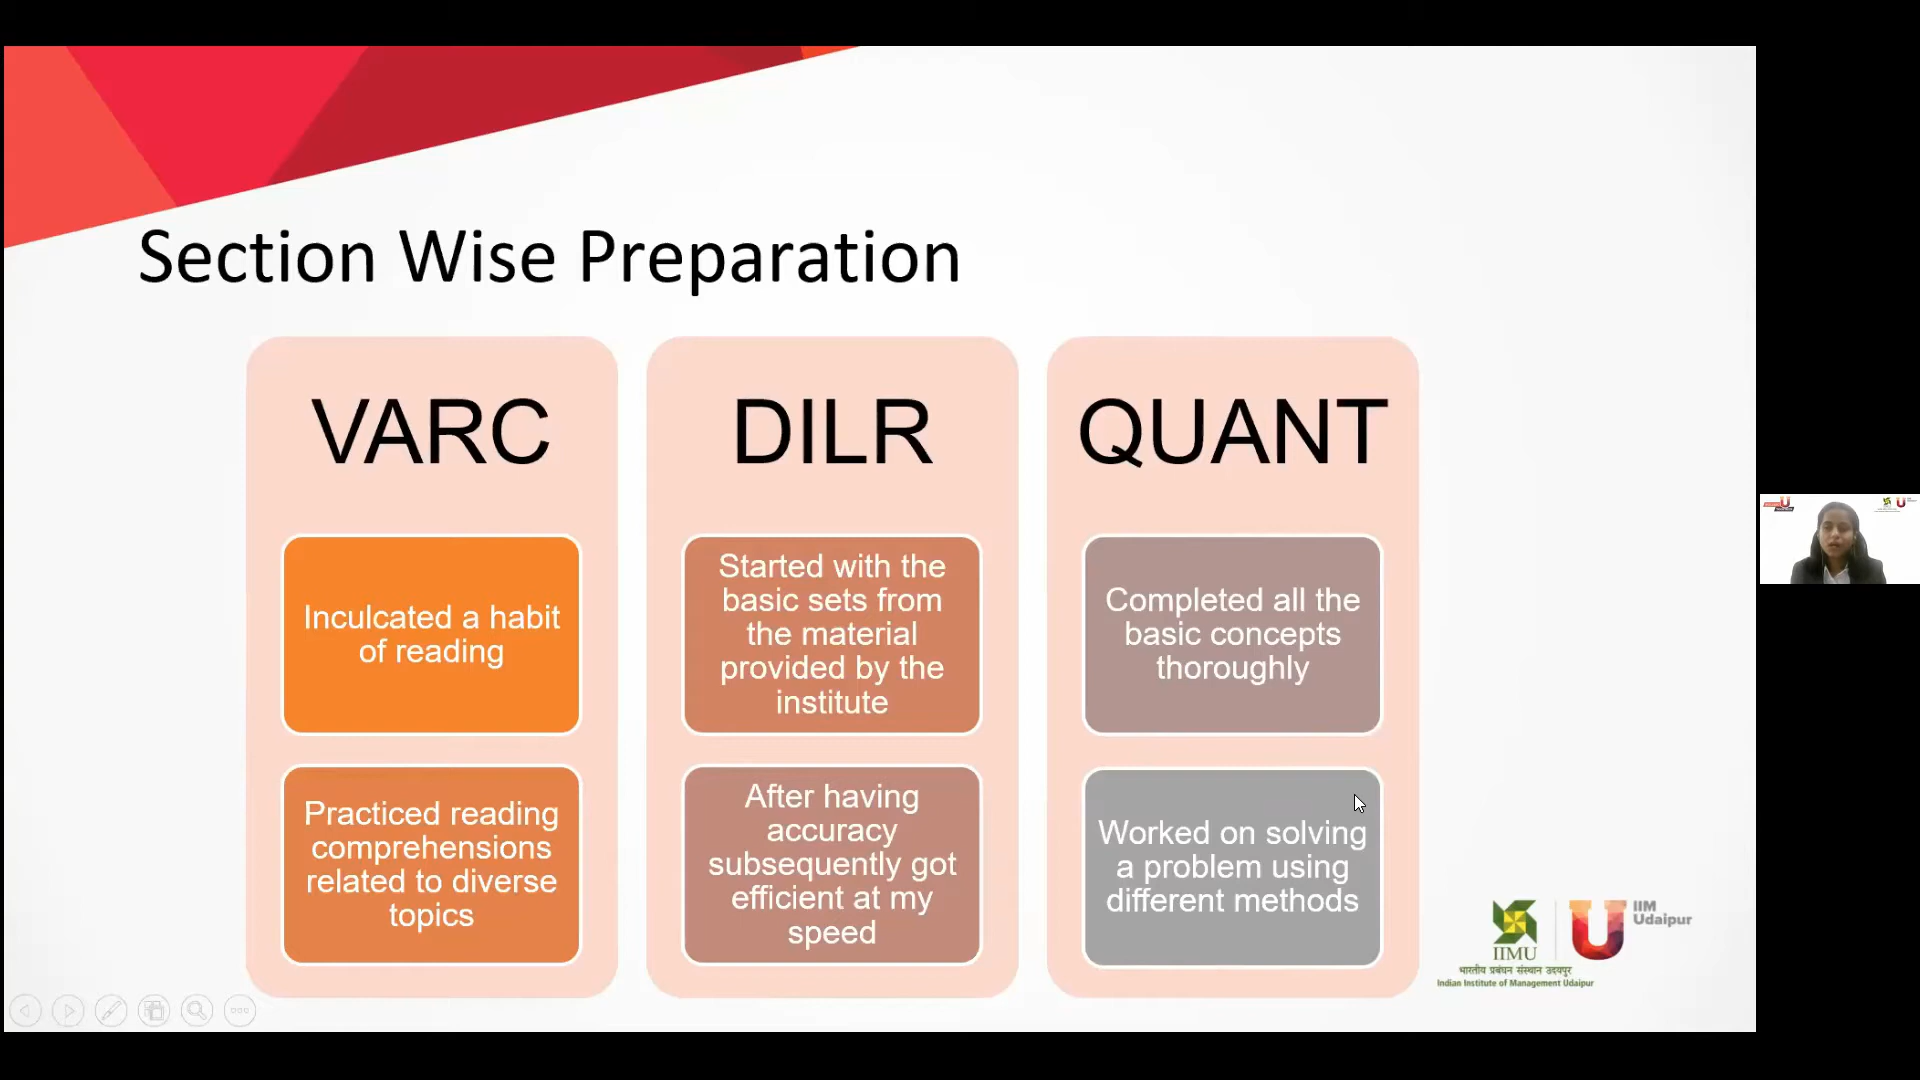 Section Wise Preparation
VARC
Inculcated a habit
of reading
Practiced reading
comprehensions
related to diverse
topics
DILR
Started with the
basic sets from
the material
provided by the
institute
After having
accuracy
subsequently got
efficient at my
speed
QUANT
Completed all the
basic concepts
thoroughly
Worked on solving
a problem using
different methods
IIMU
भारतीय प्रबंधन संस्थान उदयपुर
Indian Institute of Management Udaipur
U
IIM
Udaipur